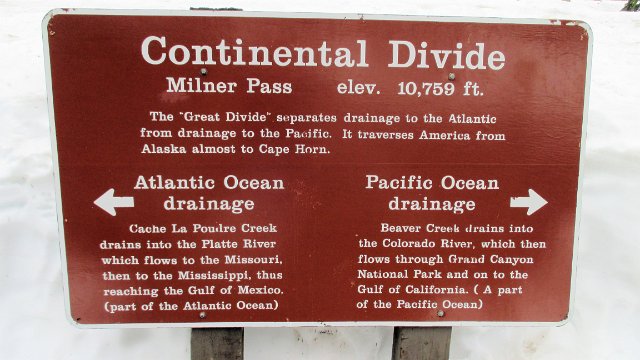 Continental Divide
Milner Pass elev. 10,759 ft.
The "Great Divide" separates drainage to the Atlantic
from drainage to the Pacific. It traverses America from
Alaska almost to Cape Horn.
Atlantic Ocean
drainage
Cache La Poudre Creek
drains into the Platte River
which flows to the Missouri,
then to the Mississippi, thus
reaching the Gulf of Mexico.
(part of the Atlantic Ocean)
Pacific Ocean
drainage
Beaver Creek drains into
the Colorado River, which then
flows through Grand Canyon
National Park and on to the
Gulf of California. ( A part
of the Pacific Ocean)